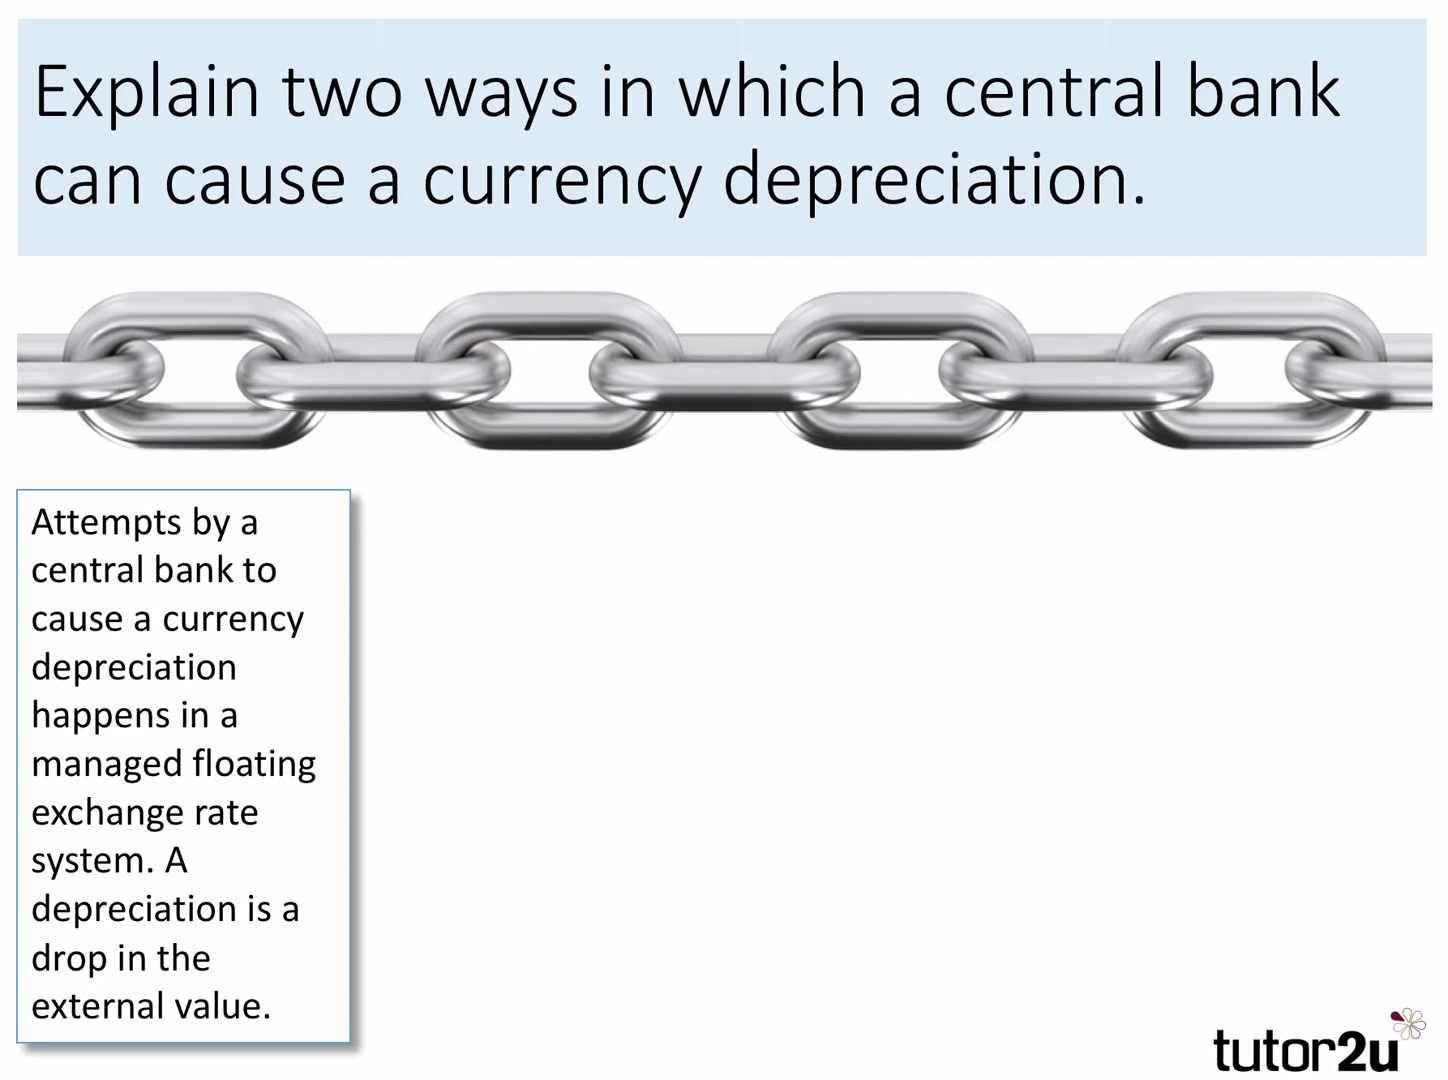 Explain two ways in which a central bank
can cause a currency depreciation.
Attempts by a
central bank to
cause a currency
depreciation
happens in a
managed floating
exchange rate
system. A
depreciation is a
drop in the
external value.
tutor2u